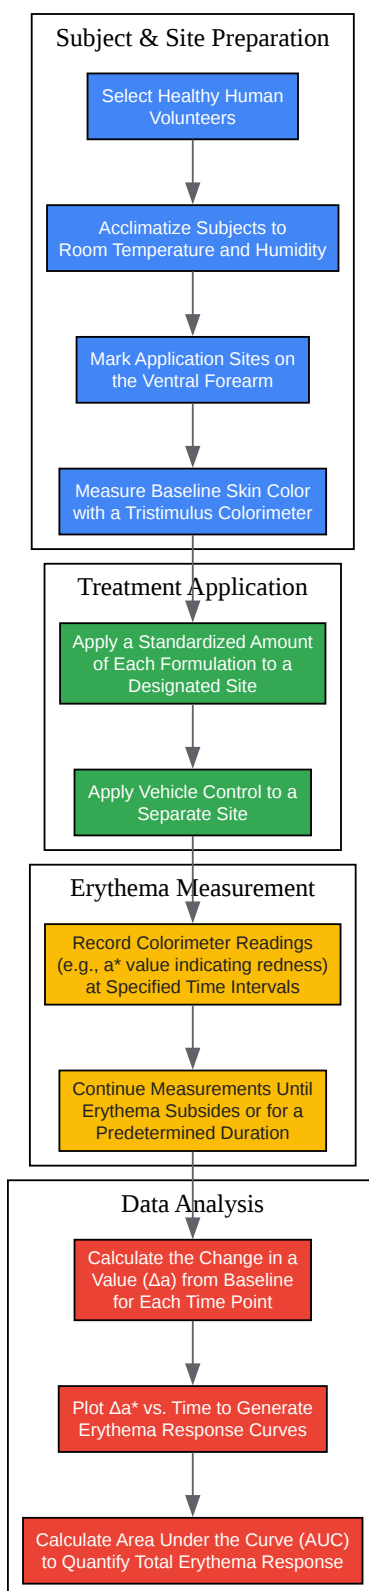 Subject & Site Preparation
Select Healthy Human
Volunteers
Acclimatize Subjects to
Room Temperature and Humidity
Mark Application Sites on
the Ventral Forearm
Measure Baseline Skin Color
with a Tristimulus Colorimeter
Treatment Application
Apply a Standardized Amount
of Each Formulation to a
Designated Site
Apply Vehicle Control to a
Separate Site
Erythema Measurement
Record Colorimeter Readings
(e.g., a* value indicating redness)
at Specified Time Intervals
Continue Measurements Until
Erythema Subsides or for a
Predetermined Duration
Data Analysis
Calculate the Change in a
Value (Δa) from Baseline
for Each Time Point
Plot Δa* vs. Time to Generate
Erythema Response Curves
Calculate Area Under the Curve (AUC)
to Quantify Total Erythema Response